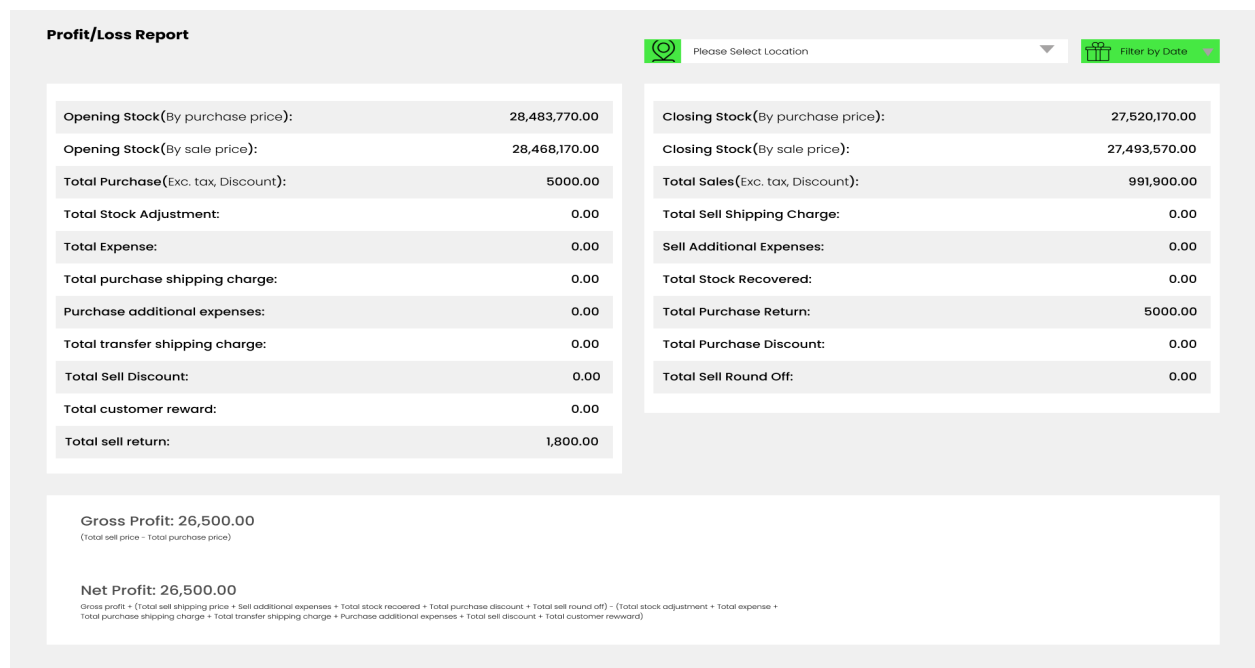 Profit/Loss Report
Please Select Location
Filter by Date
Opening Stock(By purchase price): 28,483,770.00
Opening Stock(By sale price): 28,468,170.00
Total Purchase(Exc. tax, Discount): 5000.00
Total Stock Adjustment: 0.00
Total Expense: 0.00
Total purchase shipping charge: 0.00
Purchase additional expenses: 0.00
Total transfer shipping charge: 0.00
Total Sell Discount: 0.00
Total customer reward: 0.00
Total sell return: 1,800.00
Closing Stock(By purchase price): 27,520,170.00
Closing Stock(By sale price): 27,493,570.00
Total Sales(Exc. tax, Discount): 991,900.00
Total Sell Shipping Charge: 0.00
Sell Additional Expenses: 0.00
Total Stock Recovered: 0.00
Total Purchase Return: 5000.00
Total Purchase Discount: 0.00
Total Sell Round Off: 0.00
Gross Profit: 26,500.00
(Total sell price - Total purchase price)
Net Profit: 26,500.00
Gross profit + (Total sell shipping price + Sell additional expenses + Total stock recoered + Total purchase discount + Total sell round off) - (Total stock adjustment + Total expense +
Total purchase shipping charge + Total transfer shipping charge + Purchase additional expenses + Total sell discount + Total customer rewward)